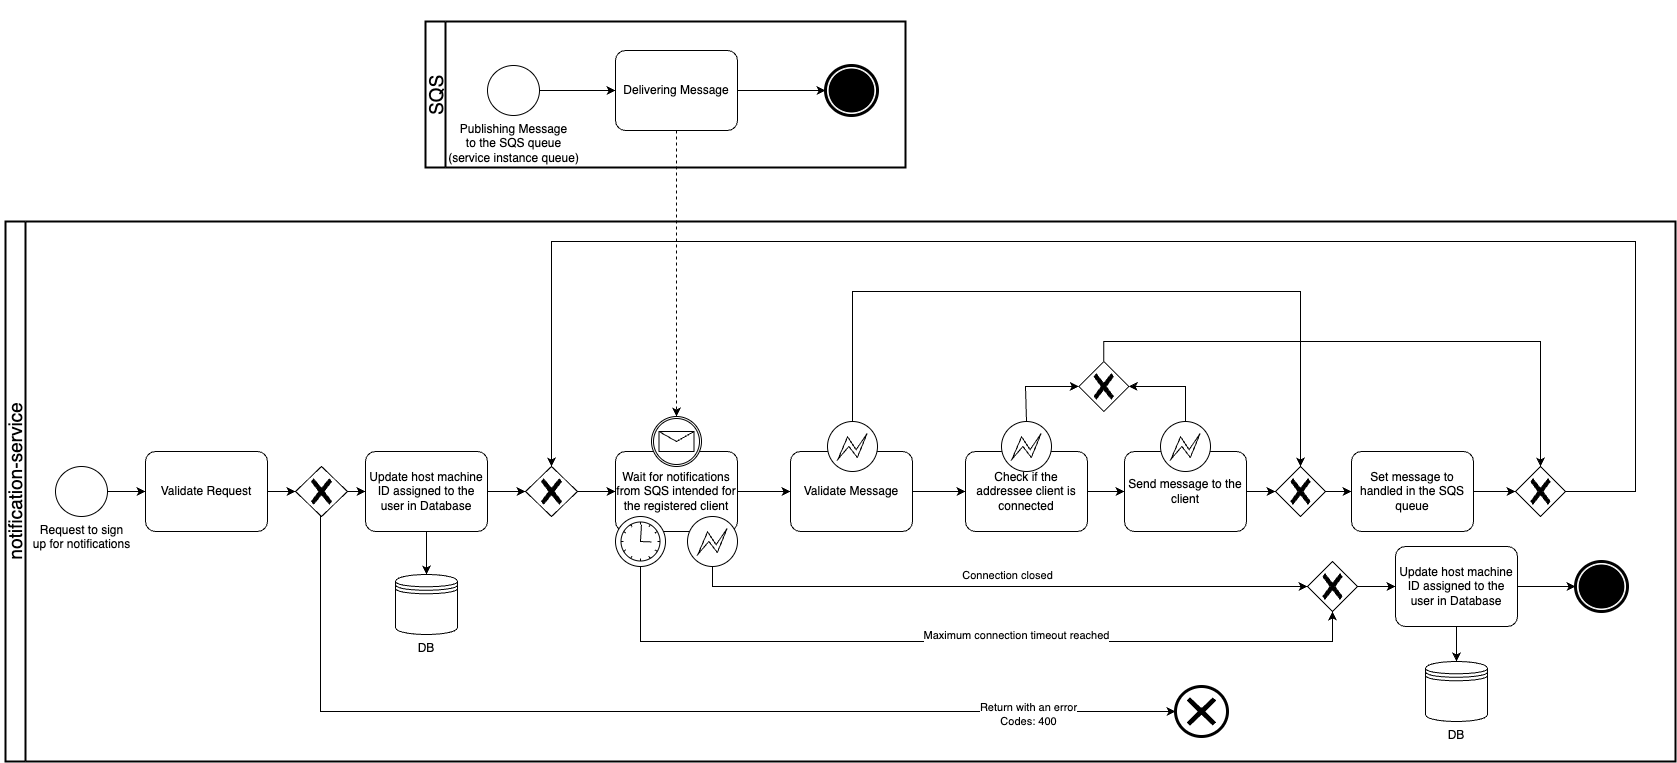 SQS
Delivering Message
Publishing Message
to the SQS queue
(service instance queue)
notification-service
Request to sign
up for notifications
Validate Request
Update host machine
ID assigned to the
user in Database
DB
Wait for notifications
from SQS intended for
the registered client
Validate Message
Check if the
addressee client is
connected
Send message to the
client
Set message to
handled in the SQS
queue
Connection closed
Maximum connection timeout reached
Update host machine
ID assigned to the
user in Database
DB
Return with an error
Codes: 400